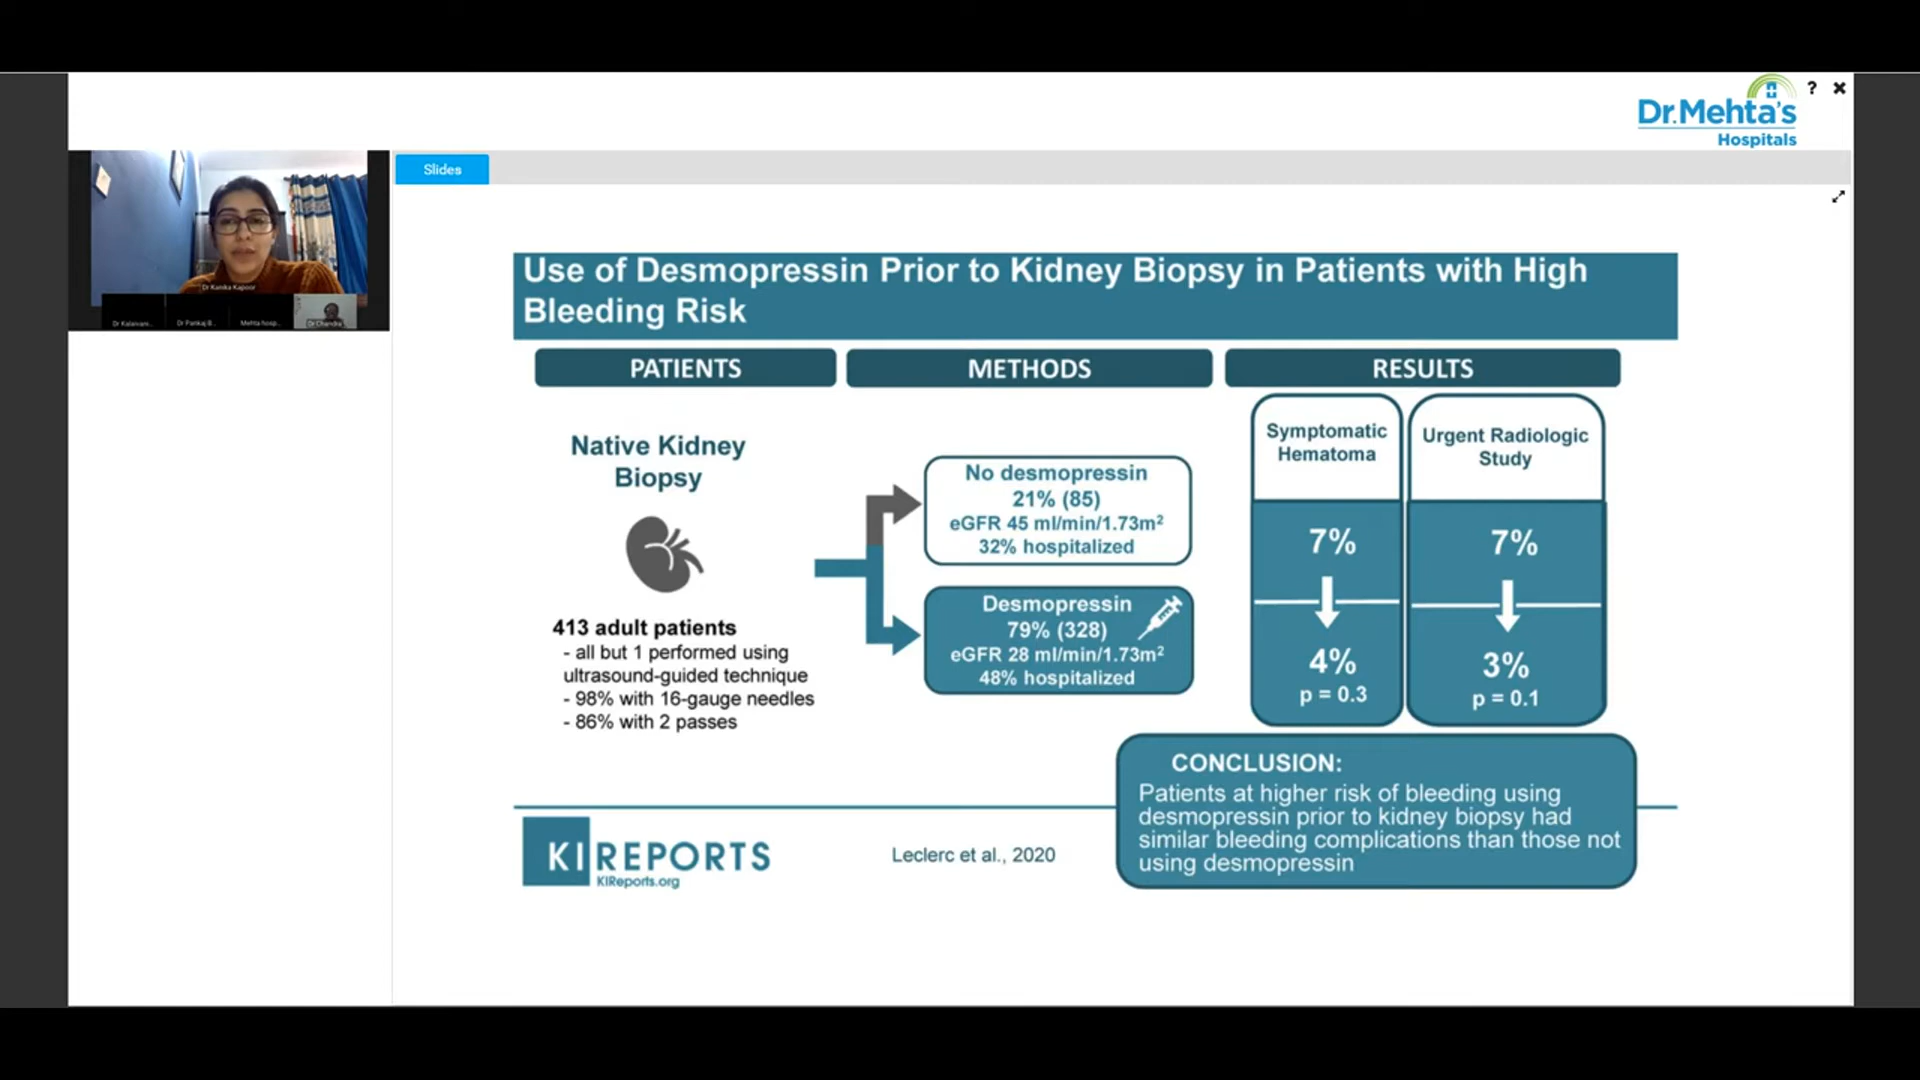 Dr.Mehta's
Hospitals
?
Slides
Dr Kanika Kapoor
Dr Kalaivani...
Dr Pankaj B...
Mehta hosp...
Dr Chandra
Use of Desmopressin Prior to Kidney Biopsy in Patients with High
Bleeding Risk
PATIENTS
METHODS
RESULTS
Native Kidney
Biopsy
413 adult patients
- all but 1 performed using
ultrasound-guided technique
- 98% with 16-gauge needles
- 86% with 2 passes
No desmopressin
21% (85)
eGFR 45 ml/min/1.73m²
32% hospitalized
Desmopressin
79% (328)
eGFR 28 ml/min/1.73m²
48% hospitalized
Symptomatic
Hematoma
7%
4%
p = 0.3
Urgent Radiologic
Study
7%
3%
p = 0.1
CONCLUSION:
Patients at higher risk of bleeding using
desmopressin prior to kidney biopsy had
similar bleeding complications than those not
using desmopressin
KI REPORTS
KIReports.org
Leclerc et al., 2020